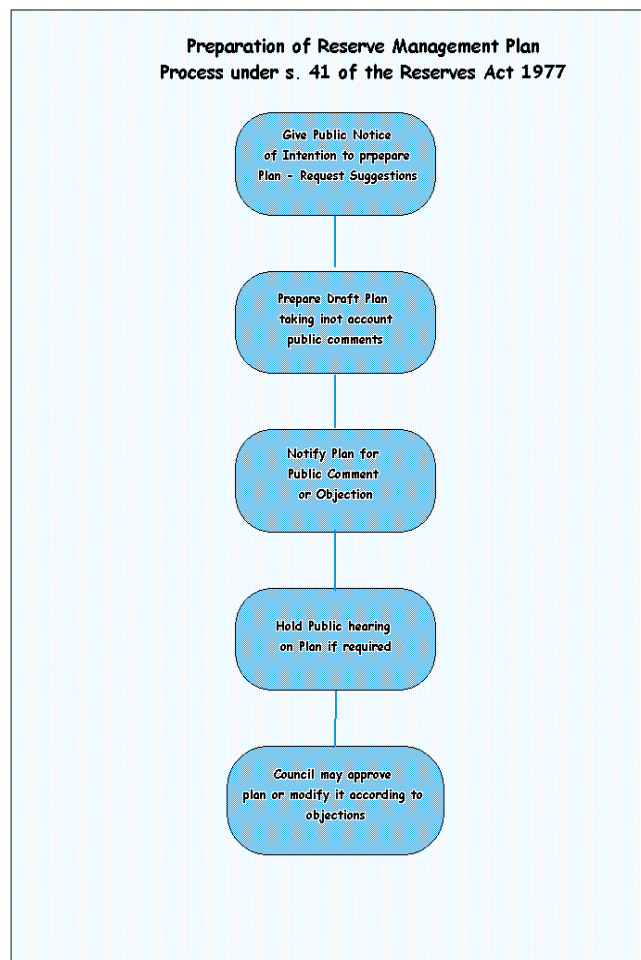 Preparation of Reserve Management Plan
Process under s. 41 of the Reserves Act 1977
Give Public Notice
of Intention to prpepare
Plan - Request Suggestions
Prepare Draft Plan
taking inot account
public comments
Notify Plan for
Public Comment
or Objection
Hold Public hearing
on Plan if required
Council may approve
plan or modify it according to
objections